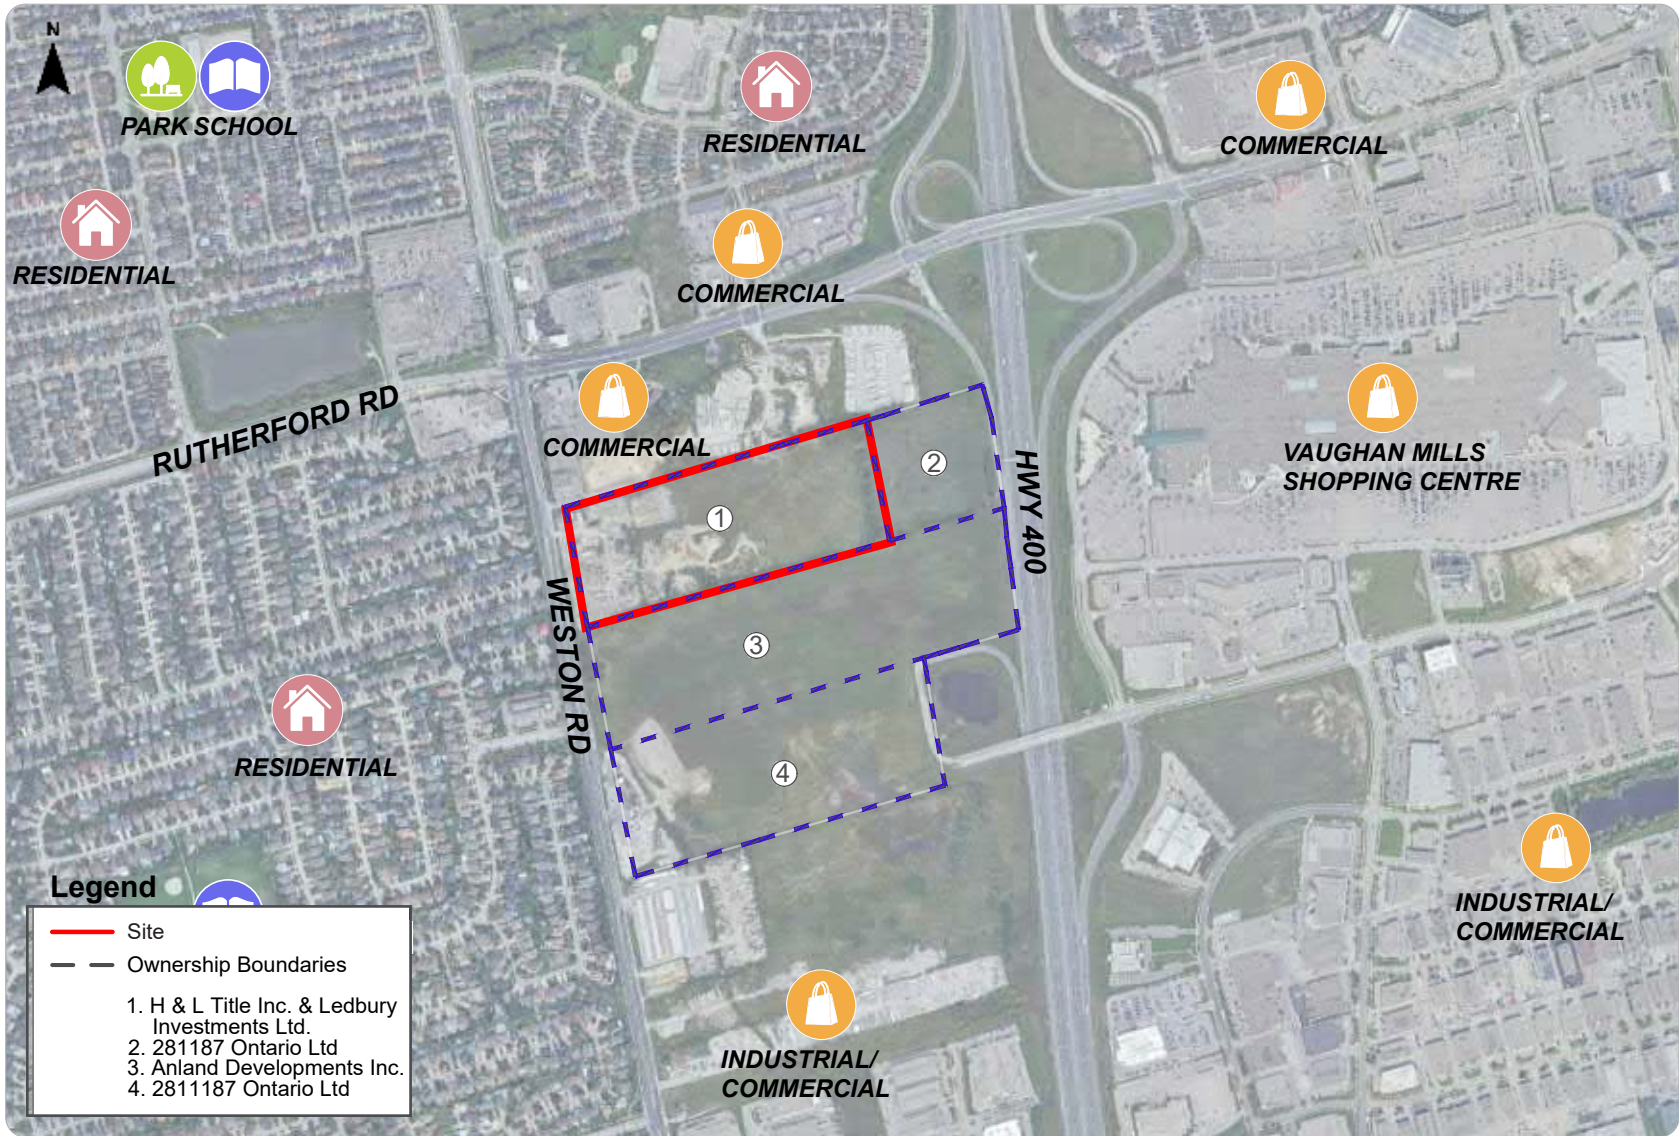 N
PARK SCHOOL
RESIDENTIAL
COMMERCIAL
RESIDENTIAL
COMMERCIAL
RUTHERFORD RD
COMMERCIAL
VAUGHAN MILLS
SHOPPING CENTRE
HWY 400
1
2
3
4
WESTON RD
RESIDENTIAL
INDUSTRIAL/
COMMERCIAL
INDUSTRIAL/
COMMERCIAL
Legend
Site
Ownership Boundaries
1. H & L Title Inc. & Ledbury
Investments Ltd.
2. 281187 Ontario Ltd
3. Anland Developments Inc.
4. 2811187 Ontario Ltd